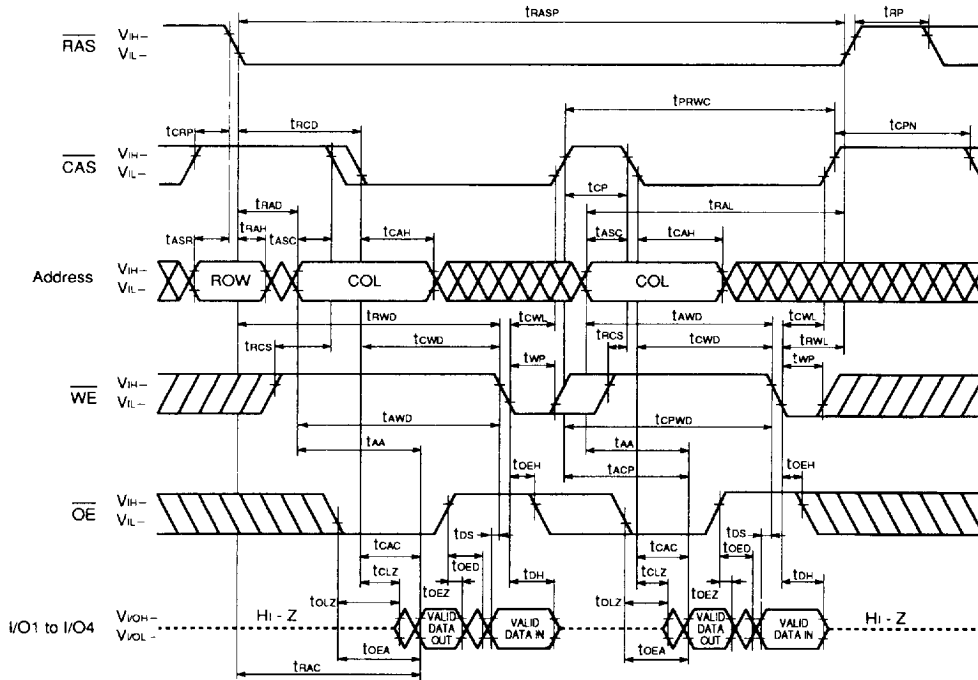 tRASP tRP
RAS VIH– VIL–
tPRWC
tCRP tRCD tCPN
CAS VIH– VIL–
tCP
tRAD tRAL
tASR tRAH tASC tCAH tASC tCAH
Address VIH– VIL– ROW COL COL
tRWD tCWL tAWD tCWL
tRCS tCWD tRCS tCWD tRWL
tWP tWP
WE VIH– VIL–
tAWD tCPWD
tAA tAA
tOEH tACP tOEH
OE VIH– VIL–
tCAC tDS tCAC tDS
tCLZ tOED tCLZ tOED
tOLZ tOEZ tDH tOLZ tOEZ tDH
I/O1 to I/O4 VI/OH– VI/OL– HI - Z VALID DATA OUT VALID DATA IN VALID DATA OUT VALID DATA IN HI - Z
tOEA tOEA
tRAC